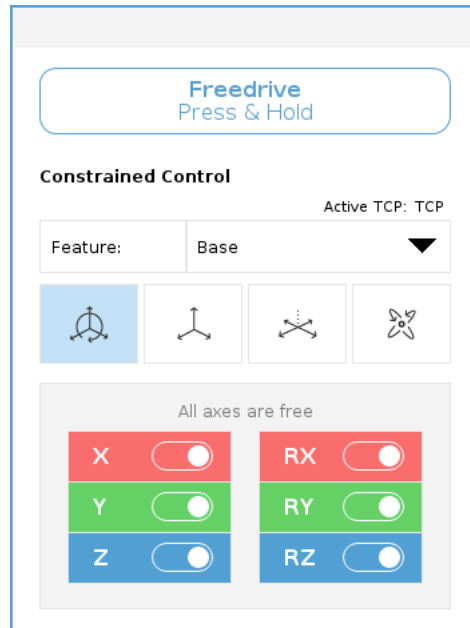 Freedrive
Press & Hold
Constrained Control
Active TCP: TCP
Feature: Base
All axes are free
X RX
Y RY
Z RZ